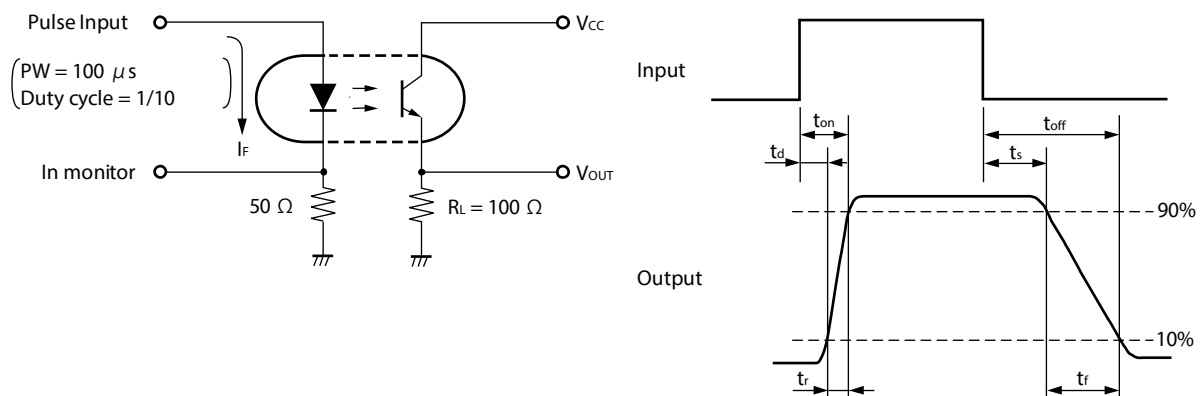 Pulse Input
VCC
PW = 100 μs
Duty cycle = 1/10
IF
In monitor
VOUT
50 Ω
RL = 100 Ω
Input
ton
toff
td
ts
90%
Output
10%
tr
tf